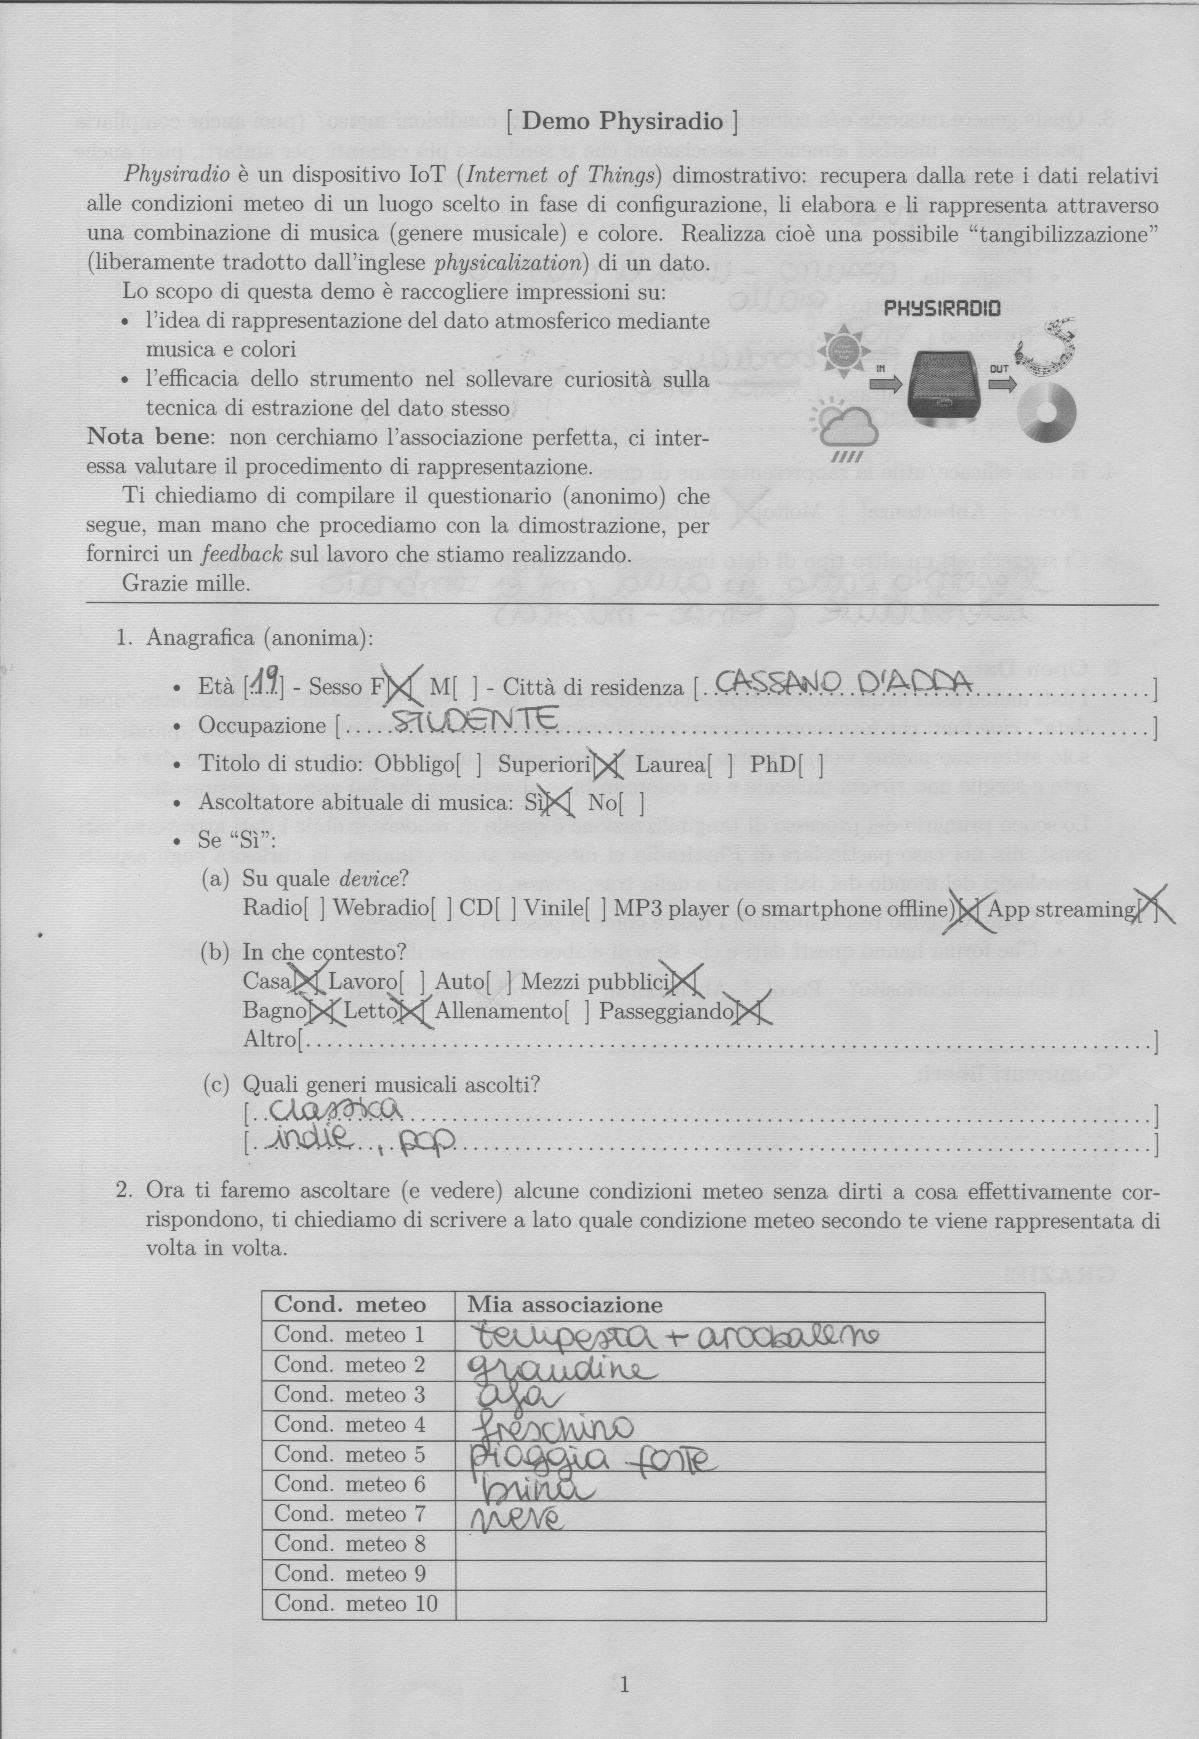 [ Demo Physiradio ]
Physiradio è un dispositivo IoT (Internet of Things) dimostrativo: recupera dalla rete i dati relativi
alle condizioni meteo di un luogo scelto in fase di configurazione, li elabora e li rappresenta attraverso
una combinazione di musica (genere musicale) e colore. Realizza cioè una possibile “tangibilizzazione”
(liberamente tradotto dall'inglese physicalization) di un dato.
Lo scopo di questa demo è raccogliere impressioni su:
• l'idea di rappresentazione del dato atmosferico mediante
musica e colori
• l'efficacia dello strumento nel sollevare curiosità sulla
tecnica di estrazione del dato stesso
Nota bene: non cerchiamo l'associazione perfetta, ci inter-
essa valutare il procedimento di rappresentazione.
Ti chiediamo di compilare il questionario (anonimo) che
segue, man mano che procediamo con la dimostrazione, per
fornirci un feedback sul lavoro che stiamo realizzando.
Grazie mille.
PHYSIRADIO
IN
OUT
1. Anagrafica (anonima):
• Età [19] - Sesso F[X] M[ ] - Città di residenza [CASSANO D'ADDA]
• Occupazione [STUDENTE]
• Titolo di studio: Obbligo[ ] Superiori[X] Laurea[ ] PhD[ ]
• Ascoltatore abituale di musica: Sì[X] No[ ]
• Se “Sì”:
(a) Su quale device?
Radio[ ] Webradio[ ] CD[ ] Vinile[ ] MP3 player (o smartphone offline)[X] App streaming[X]
(b) In che contesto?
Casa[X] Lavoro[ ] Auto[ ] Mezzi pubblici[X]
Bagno[X] Letto[X] Allenamento[ ] Passeggiando[X]
Altro[ ]
(c) Quali generi musicali ascolti?
[classica]
[indie, pop]
2. Ora ti faremo ascoltare (e vedere) alcune condizioni meteo senza dirti a cosa effettivamente cor-
rispondono, ti chiediamo di scrivere a lato quale condizione meteo secondo te viene rappresentata di
volta in volta.
Cond. meteo Mia associazione
Cond. meteo 1 tempesta + arcobaleno
Cond. meteo 2 grandine
Cond. meteo 3 afa
Cond. meteo 4 freschino
Cond. meteo 5 pioggia forte
Cond. meteo 6 brina
Cond. meteo 7 neve
Cond. meteo 8
Cond. meteo 9
Cond. meteo 10
1